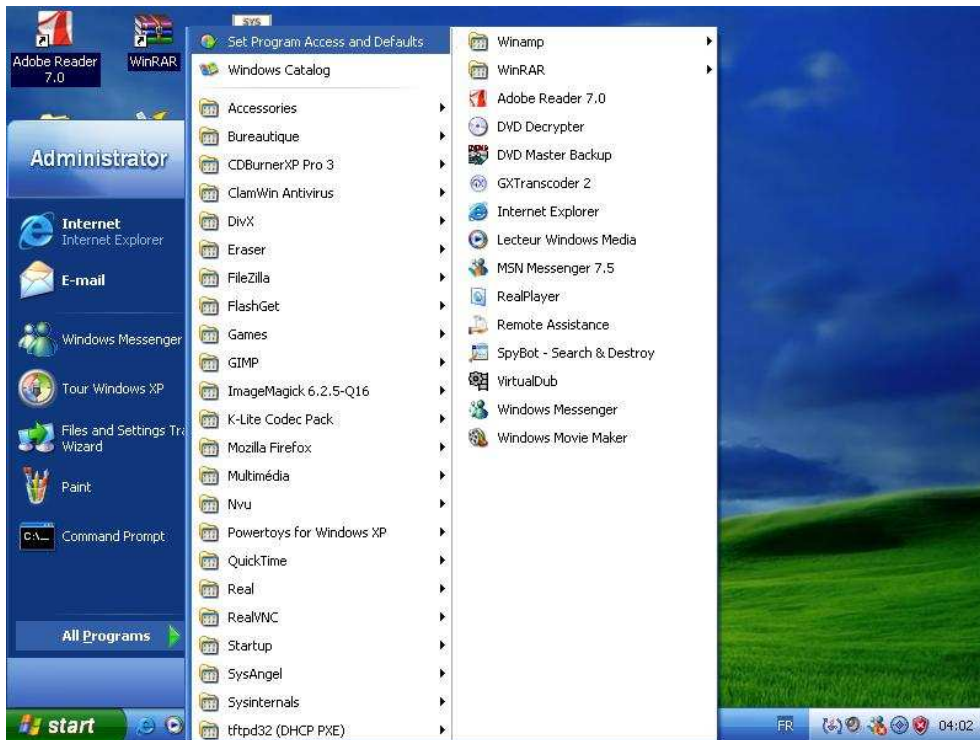 SYS
Adobe Reader
7.0
WinRAR
Administrator
Internet
Internet Explorer
E-mail
Windows Messenger
Tour Windows XP
Files and Settings Tra
Wizard
Paint
C:\_
Command Prompt
All Programs
Set Program Access and Defaults
Windows Catalog
Accessories
Bureautique
CDBurnerXP Pro 3
ClamWin Antivirus
DivX
Eraser
FileZilla
FlashGet
Games
GIMP
ImageMagick 6.2.5-Q16
K-Lite Codec Pack
Mozilla Firefox
Multimédia
Nvu
Powertoys for Windows XP
QuickTime
Real
RealVNC
Startup
SysAngel
Sysinternals
tftpd32 (DHCP PXE)
Winamp
WinRAR
Adobe Reader 7.0
DVD Decrypter
DVD Master Backup
GXTranscoder 2
Internet Explorer
Lecteur Windows Media
MSN Messenger 7.5
RealPlayer
Remote Assistance
SpyBot - Search & Destroy
VirtualDub
Windows Messenger
Windows Movie Maker
start
FR
04:02